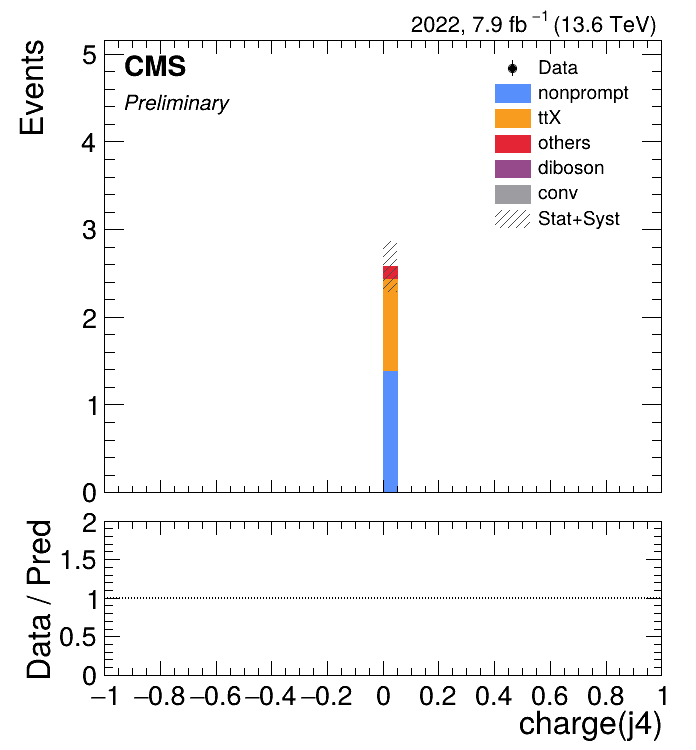 2022, 7.9 fb⁻¹ (13.6 TeV)
CMS
Preliminary
Events
5
4
3
2
1
0
Data
nonprompt
ttX
others
diboson
conv
Stat+Syst
Data / Pred
2
1.5
1
0.5
0
−1 −0.8 −0.6 −0.4 −0.2 0 0.2 0.4 0.6 0.8 1
charge(j4)